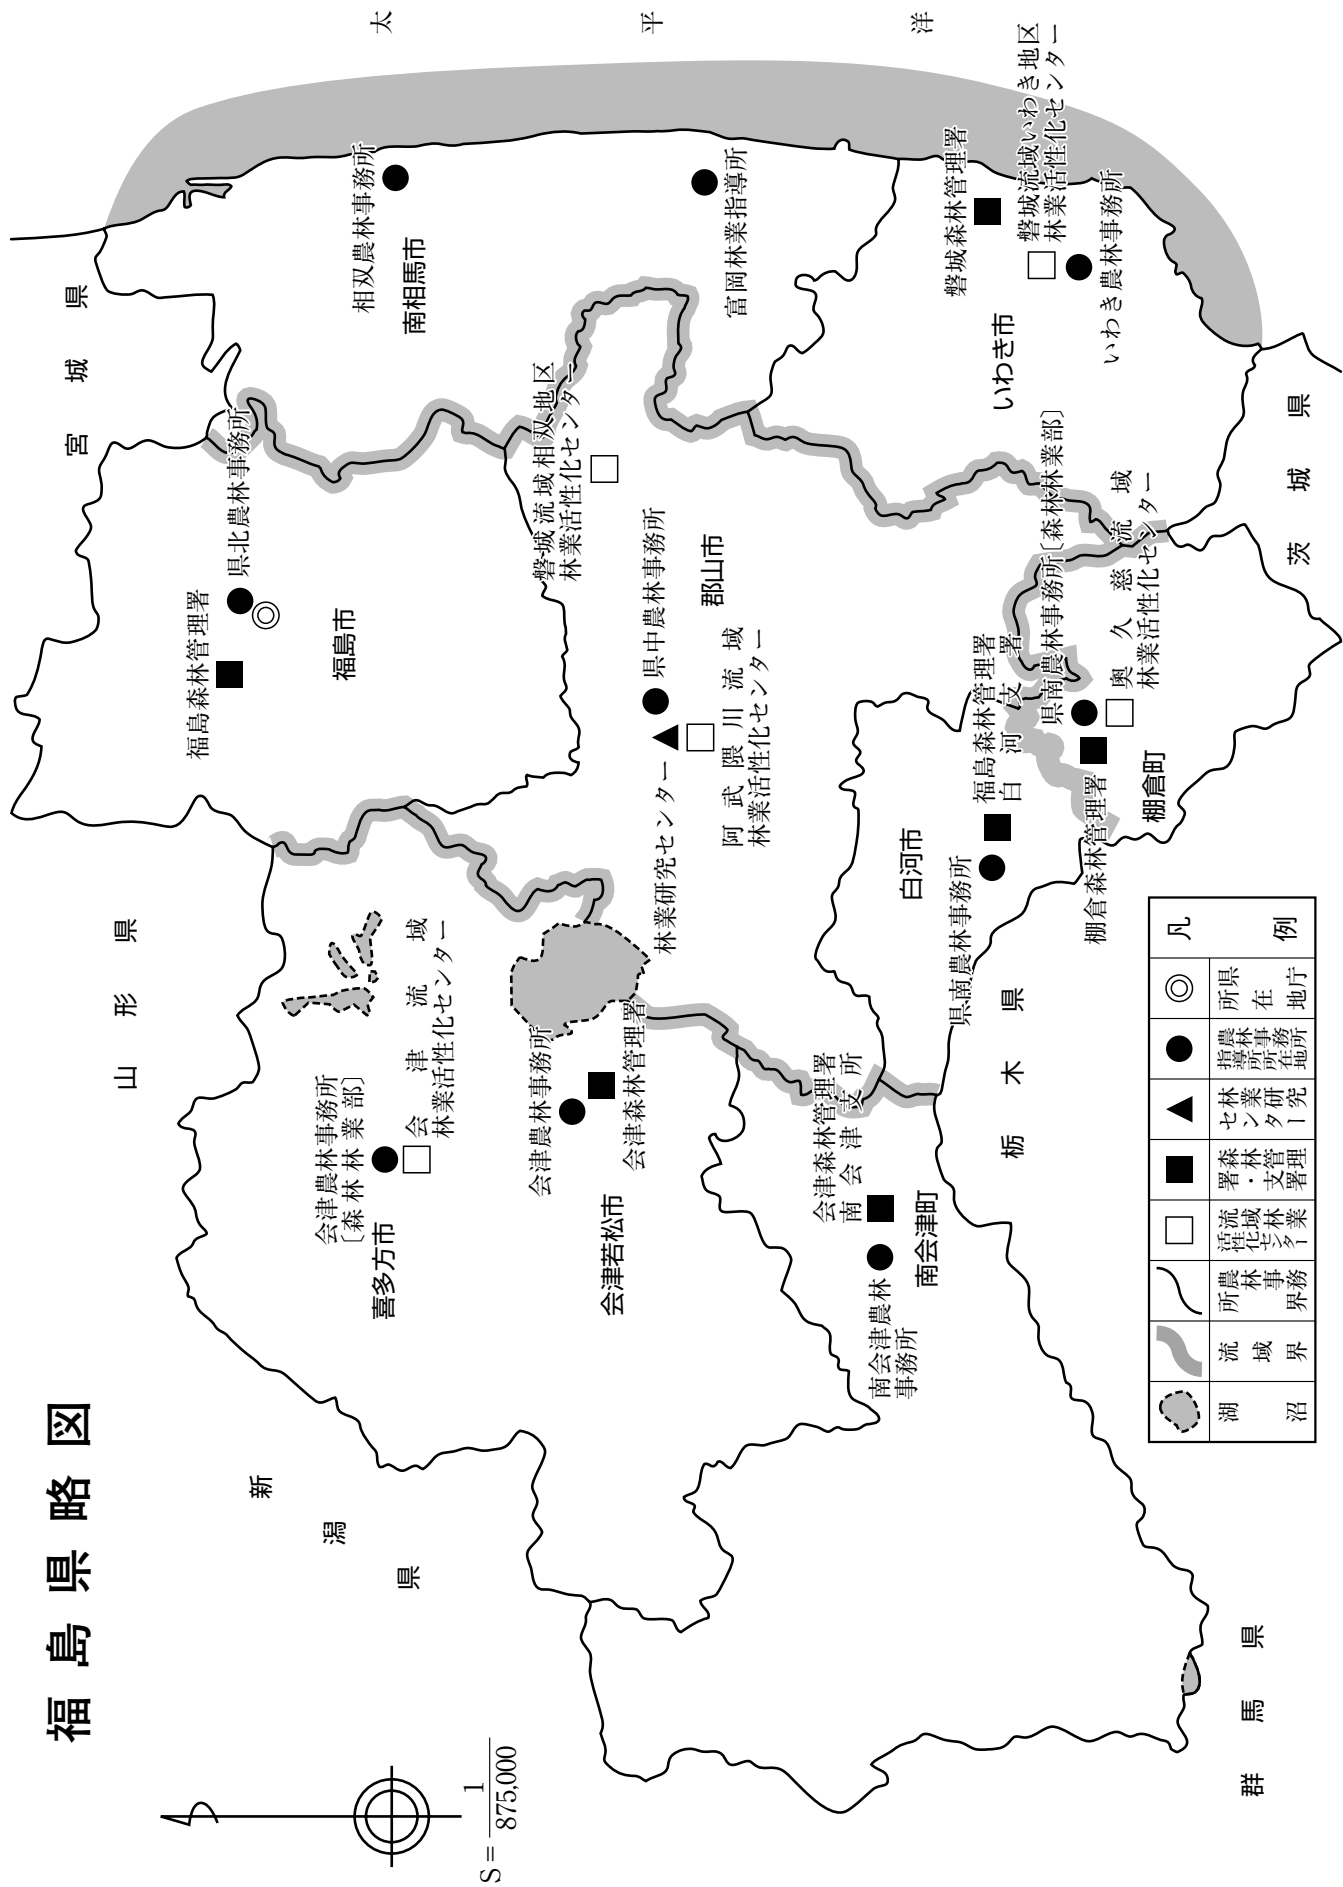 福島県略図
S＝1/875,000
山形県
宮城県
新潟県
太平洋
福島森林管理署
県北農林事務所
福島市
相双農林事務所
南相馬市
富岡林業指導所
磐城流域相双地区
林業活性化センター
会津農林事務所
〔森林林業部〕
喜多方市
会津流域
林業活性化センター
会津農林事務所
会津森林管理署
会津若松市
林業研究センター
県中農林事務所
郡山市
阿武隈川流域
林業活性化センター
会津森林管理署
南会津支所
南会津町
南会津農林
事務所
白河市
県南農林事務所
福島森林管理署
白河支署
県南農林事務所〔森林林業部〕
奥久慈流域
林業活性化センター
棚倉森林管理署
棚倉町
磐城森林管理署
磐城流域いわき地区
林業活性化センター
いわき農林事務所
いわき市
栃木県
茨城県
群馬県
凡例
県庁所在地
農林事務所指導所所在地
林業研究センター
森林管理署・支署
流域林業活性化センター
農林事務所界
流域界
湖沼